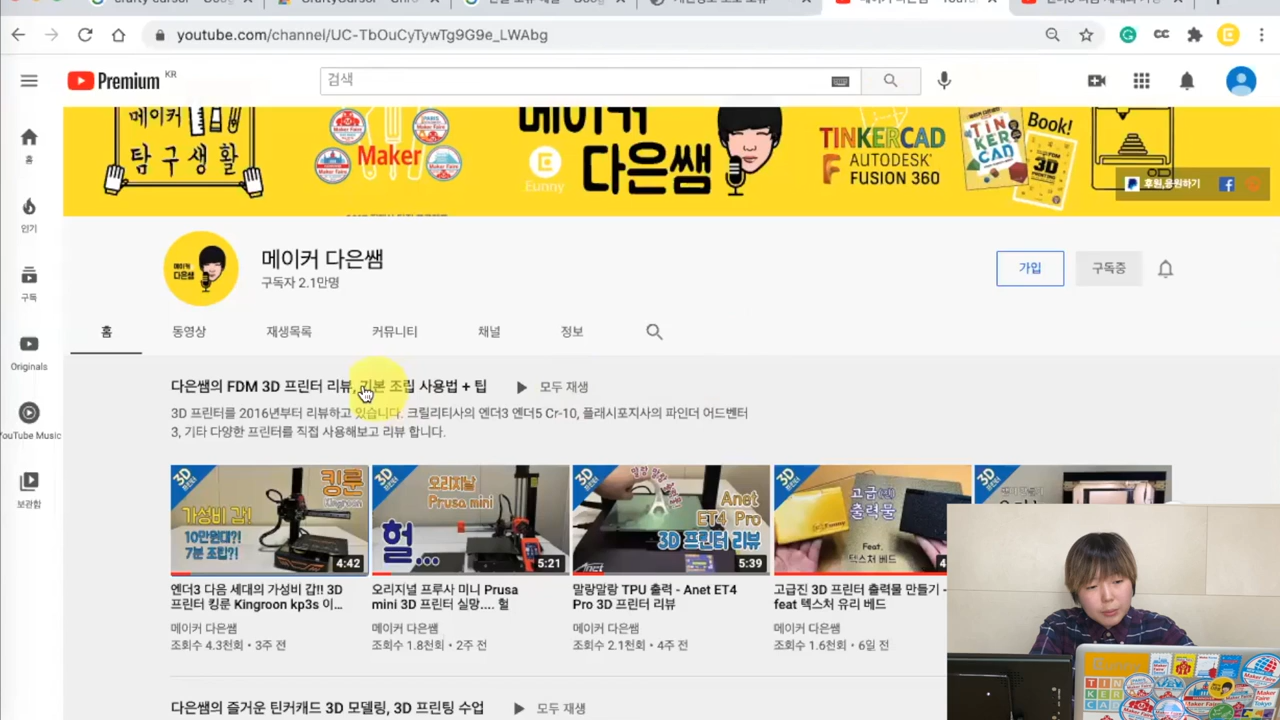 youtube.com/channel/UC-TbOuCyTywTg9G9e_LWAbg
CC
Premium KR
검색
홈
인기
구독
Originals
YouTube Music
보관함
메이커
탐구생활
Maker
메이커
다은쌤
Eunny
TINKERCAD
AUTODESK
FUSION 360
TINKERCAD
Book!
3D
후원,응원하기
메이커 다은쌤
구독자 2.1만명
가입
구독중
홈
동영상
재생목록
커뮤니티
채널
정보
다은쌤의 FDM 3D 프린터 리뷰, 기본 조립 사용법 + 팁
모두 재생
3D 프린터를 2016년부터 리뷰하고 있습니다. 크릴리티사의 엔더3 엔더5 Cr-10, 플래시포지사의 파인더 어드벤터
3, 기타 다양한 프린터를 직접 사용해보고 리뷰 합니다.
킹룬
Kingroon
가성비 갑!
10만원대?!
7분 조립?!
4:42
오리지날
Prusa mini
헐...
5:21
Anet
ET4 Pro
3D 프린터 리뷰
5:39
고급진
출력물
Feat.
텍스처 베드
엔더3 다음 세대의 가성비 갑!! 3D
프린터 킹룬 Kingroon kp3s 이...
메이커 다은쌤
조회수 4.3천회 • 3주 전
오리지널 프루사 미니 Prusa
mini 3D 프린터 실망.... 헐
메이커 다은쌤
조회수 1.8천회 • 2주 전
말랑말랑 TPU 출력 - Anet ET4
Pro 3D 프린터 리뷰
메이커 다은쌤
조회수 2.1천회 • 4주 전
고급진 3D 프린터 출력물 만들기 -
feat 텍스처 유리 베드
메이커 다은쌤
조회수 1.6천회 • 6일 전
다은쌤의 즐거운 틴커캐드 3D 모델링, 3D 프린팅 수업
모두 재생